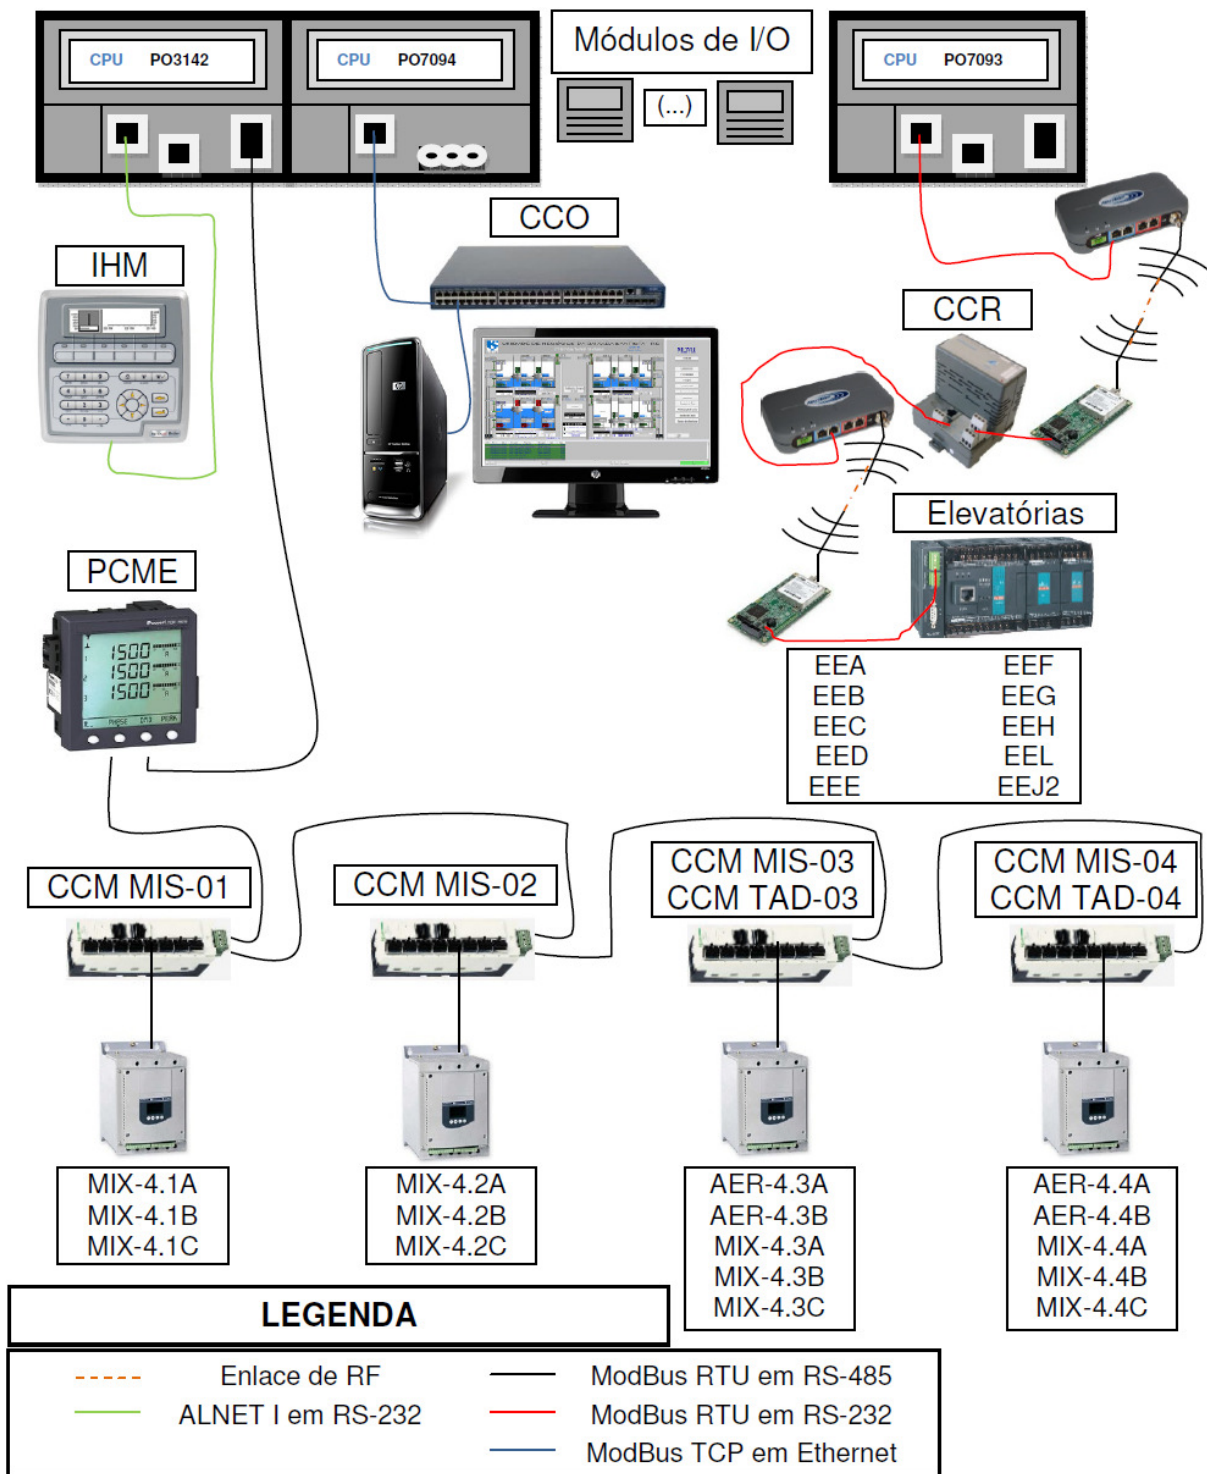 CPU PO3142
CPU PO7094
Módulos de I/O
(...)
CPU PO7093
CCO
IHM
CCR
Elevatórias
PCME
1500
1500
1500
EEA EEF
EEB EEG
EEC EEH
EED EEL
EEE EEJ2
CCM MIS-01
CCM MIS-02
CCM MIS-03
CCM TAD-03
CCM MIS-04
CCM TAD-04
MIX-4.1A
MIX-4.1B
MIX-4.1C
MIX-4.2A
MIX-4.2B
MIX-4.2C
AER-4.3A
AER-4.3B
MIX-4.3A
MIX-4.3B
MIX-4.3C
AER-4.4A
AER-4.4B
MIX-4.4A
MIX-4.4B
MIX-4.4C
LEGENDA
Enlace de RF
ALNET I em RS-232
ModBus RTU em RS-485
ModBus RTU em RS-232
ModBus TCP em Ethernet